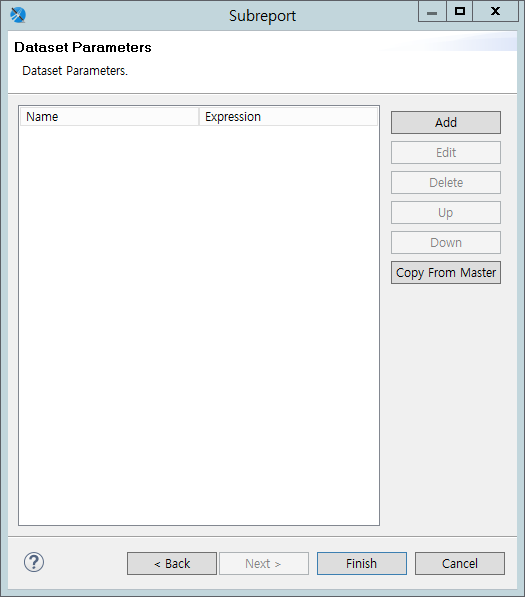 Subreport
Dataset Parameters
Dataset Parameters.
Name Expression
Add
Edit
Delete
Up
Down
Copy From Master
? < Back Next > Finish Cancel